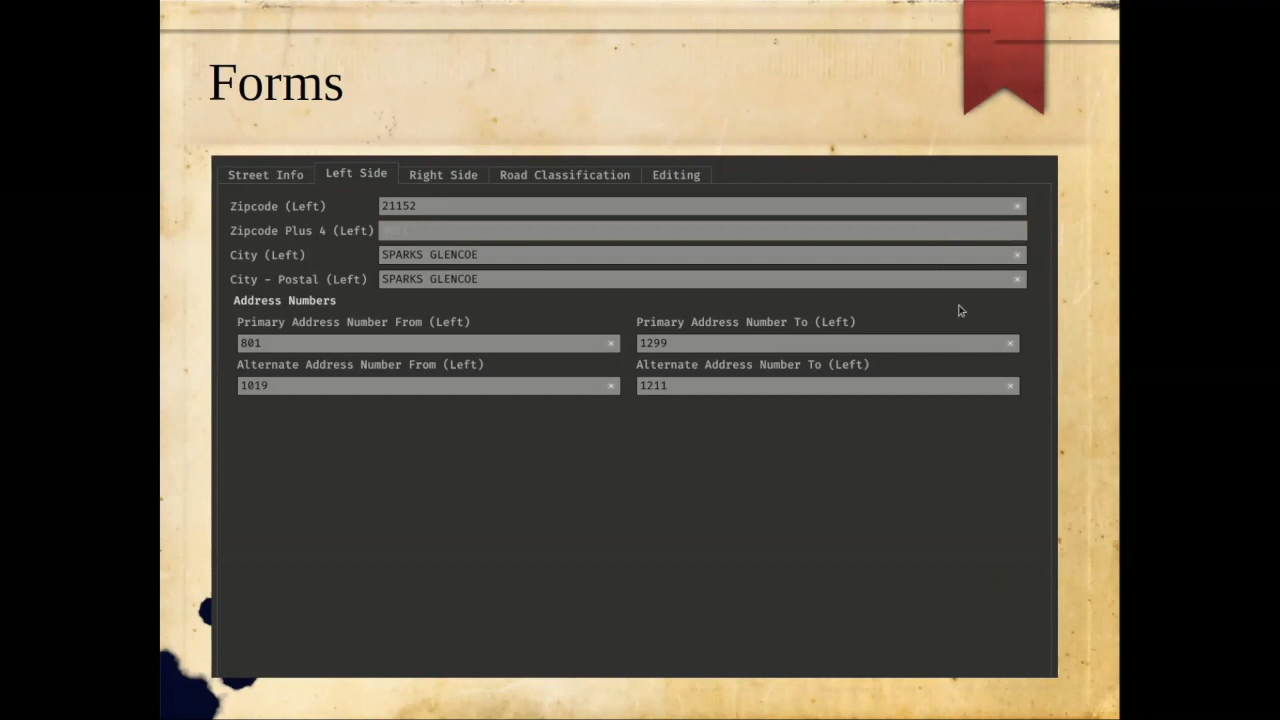 Forms
Street Info Left Side Right Side Road Classification Editing
Zipcode (Left) 21152
Zipcode Plus 4 (Left) NULL
City (Left) SPARKS GLENCOE
City - Postal (Left) SPARKS GLENCOE
Address Numbers
Primary Address Number From (Left) Primary Address Number To (Left)
801 1299
Alternate Address Number From (Left) Alternate Address Number To (Left)
1019 1211